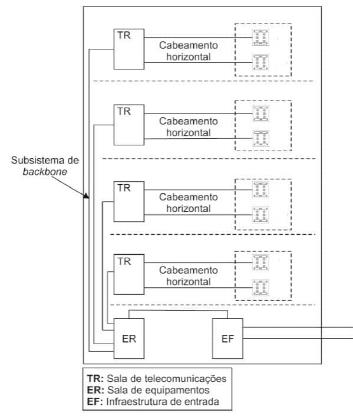 TR
Cabeamento
horizontal
TR
Cabeamento
horizontal
Subsistema de
backbone
TR
Cabeamento
horizontal
TR
Cabeamento
horizontal
ER
EF
TR: Sala de telecomunicações
ER: Sala de equipamentos
EF: Infraestrutura de entrada